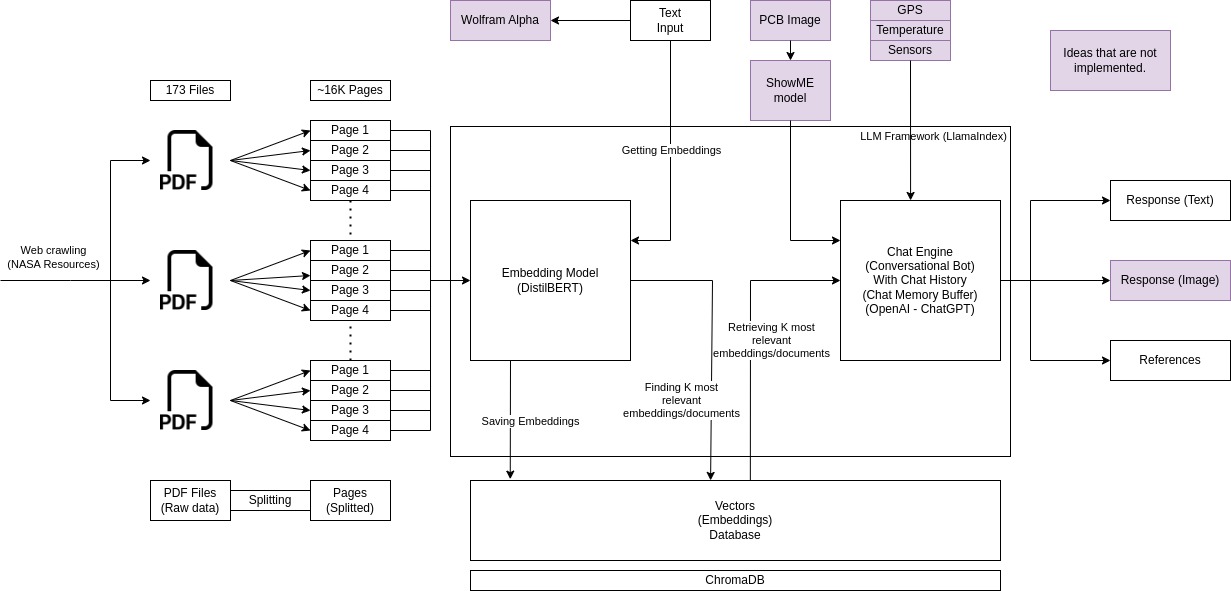 Wolfram Alpha
Text
Input
PCB Image
GPS
Temperature
Sensors
Ideas that are not
implemented.
ShowME
model
173 Files
~16K Pages
LLM Framework (LlamaIndex)
Getting Embeddings
PDF
Page 1
Page 2
Page 3
Page 4
Web crawling
(NASA Resources)
PDF
Page 1
Page 2
Page 3
Page 4
PDF
Page 1
Page 2
Page 3
Page 4
Embedding Model
(DistilBERT)
Chat Engine
(Conversational Bot)
With Chat History
(Chat Memory Buffer)
(OpenAI - ChatGPT)
Response (Text)
Response (Image)
References
Retrieving K most
relevant
embeddings/documents
Finding K most
relevant
embeddings/documents
Saving Embeddings
PDF Files
(Raw data)
Splitting
Pages
(Splitted)
Vectors
(Embeddings)
Database
ChromaDB